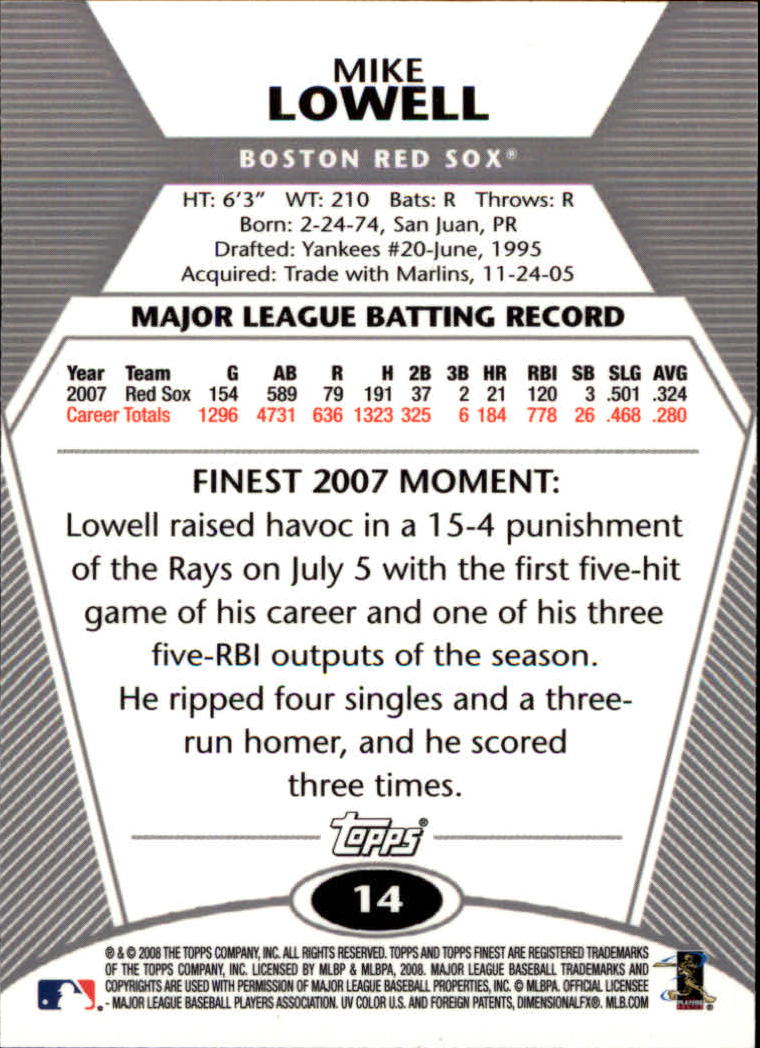 MIKE
LOWELL
BOSTON RED SOX®
HT: 6'3" WT: 210 Bats: R Throws: R
Born: 2-24-74, San Juan, PR
Drafted: Yankees #20-June, 1995
Acquired: Trade with Marlins, 11-24-05
MAJOR LEAGUE BATTING RECORD
Year Team G AB R H 2B 3B HR RBI SB SLG AVG
2007 Red Sox 154 589 79 191 37 2 21 120 3 .501 .324
Career Totals 1296 4731 636 1323 325 6 184 778 26 .468 .280
FINEST 2007 MOMENT:
Lowell raised havoc in a 15-4 punishment
of the Rays on July 5 with the first five-hit
game of his career and one of his three
five-RBI outputs of the season.
He ripped four singles and a three-
run homer, and he scored
three times.
Topps®
14
® & © 2008 THE TOPPS COMPANY, INC. ALL RIGHTS RESERVED. TOPPS AND TOPPS FINEST ARE REGISTERED TRADEMARKS
OF THE TOPPS COMPANY, INC. LICENSED BY MLBP & MLBPA, 2008. MAJOR LEAGUE BASEBALL TRADEMARKS AND
COPYRIGHTS ARE USED WITH PERMISSION OF MAJOR LEAGUE BASEBALL PROPERTIES, INC. © MLBPA. OFFICIAL LICENSEE
- MAJOR LEAGUE BASEBALL PLAYERS ASSOCIATION. UV COLOR U.S. AND FOREIGN PATENTS, DIMENSIONALFX®. MLB.COM